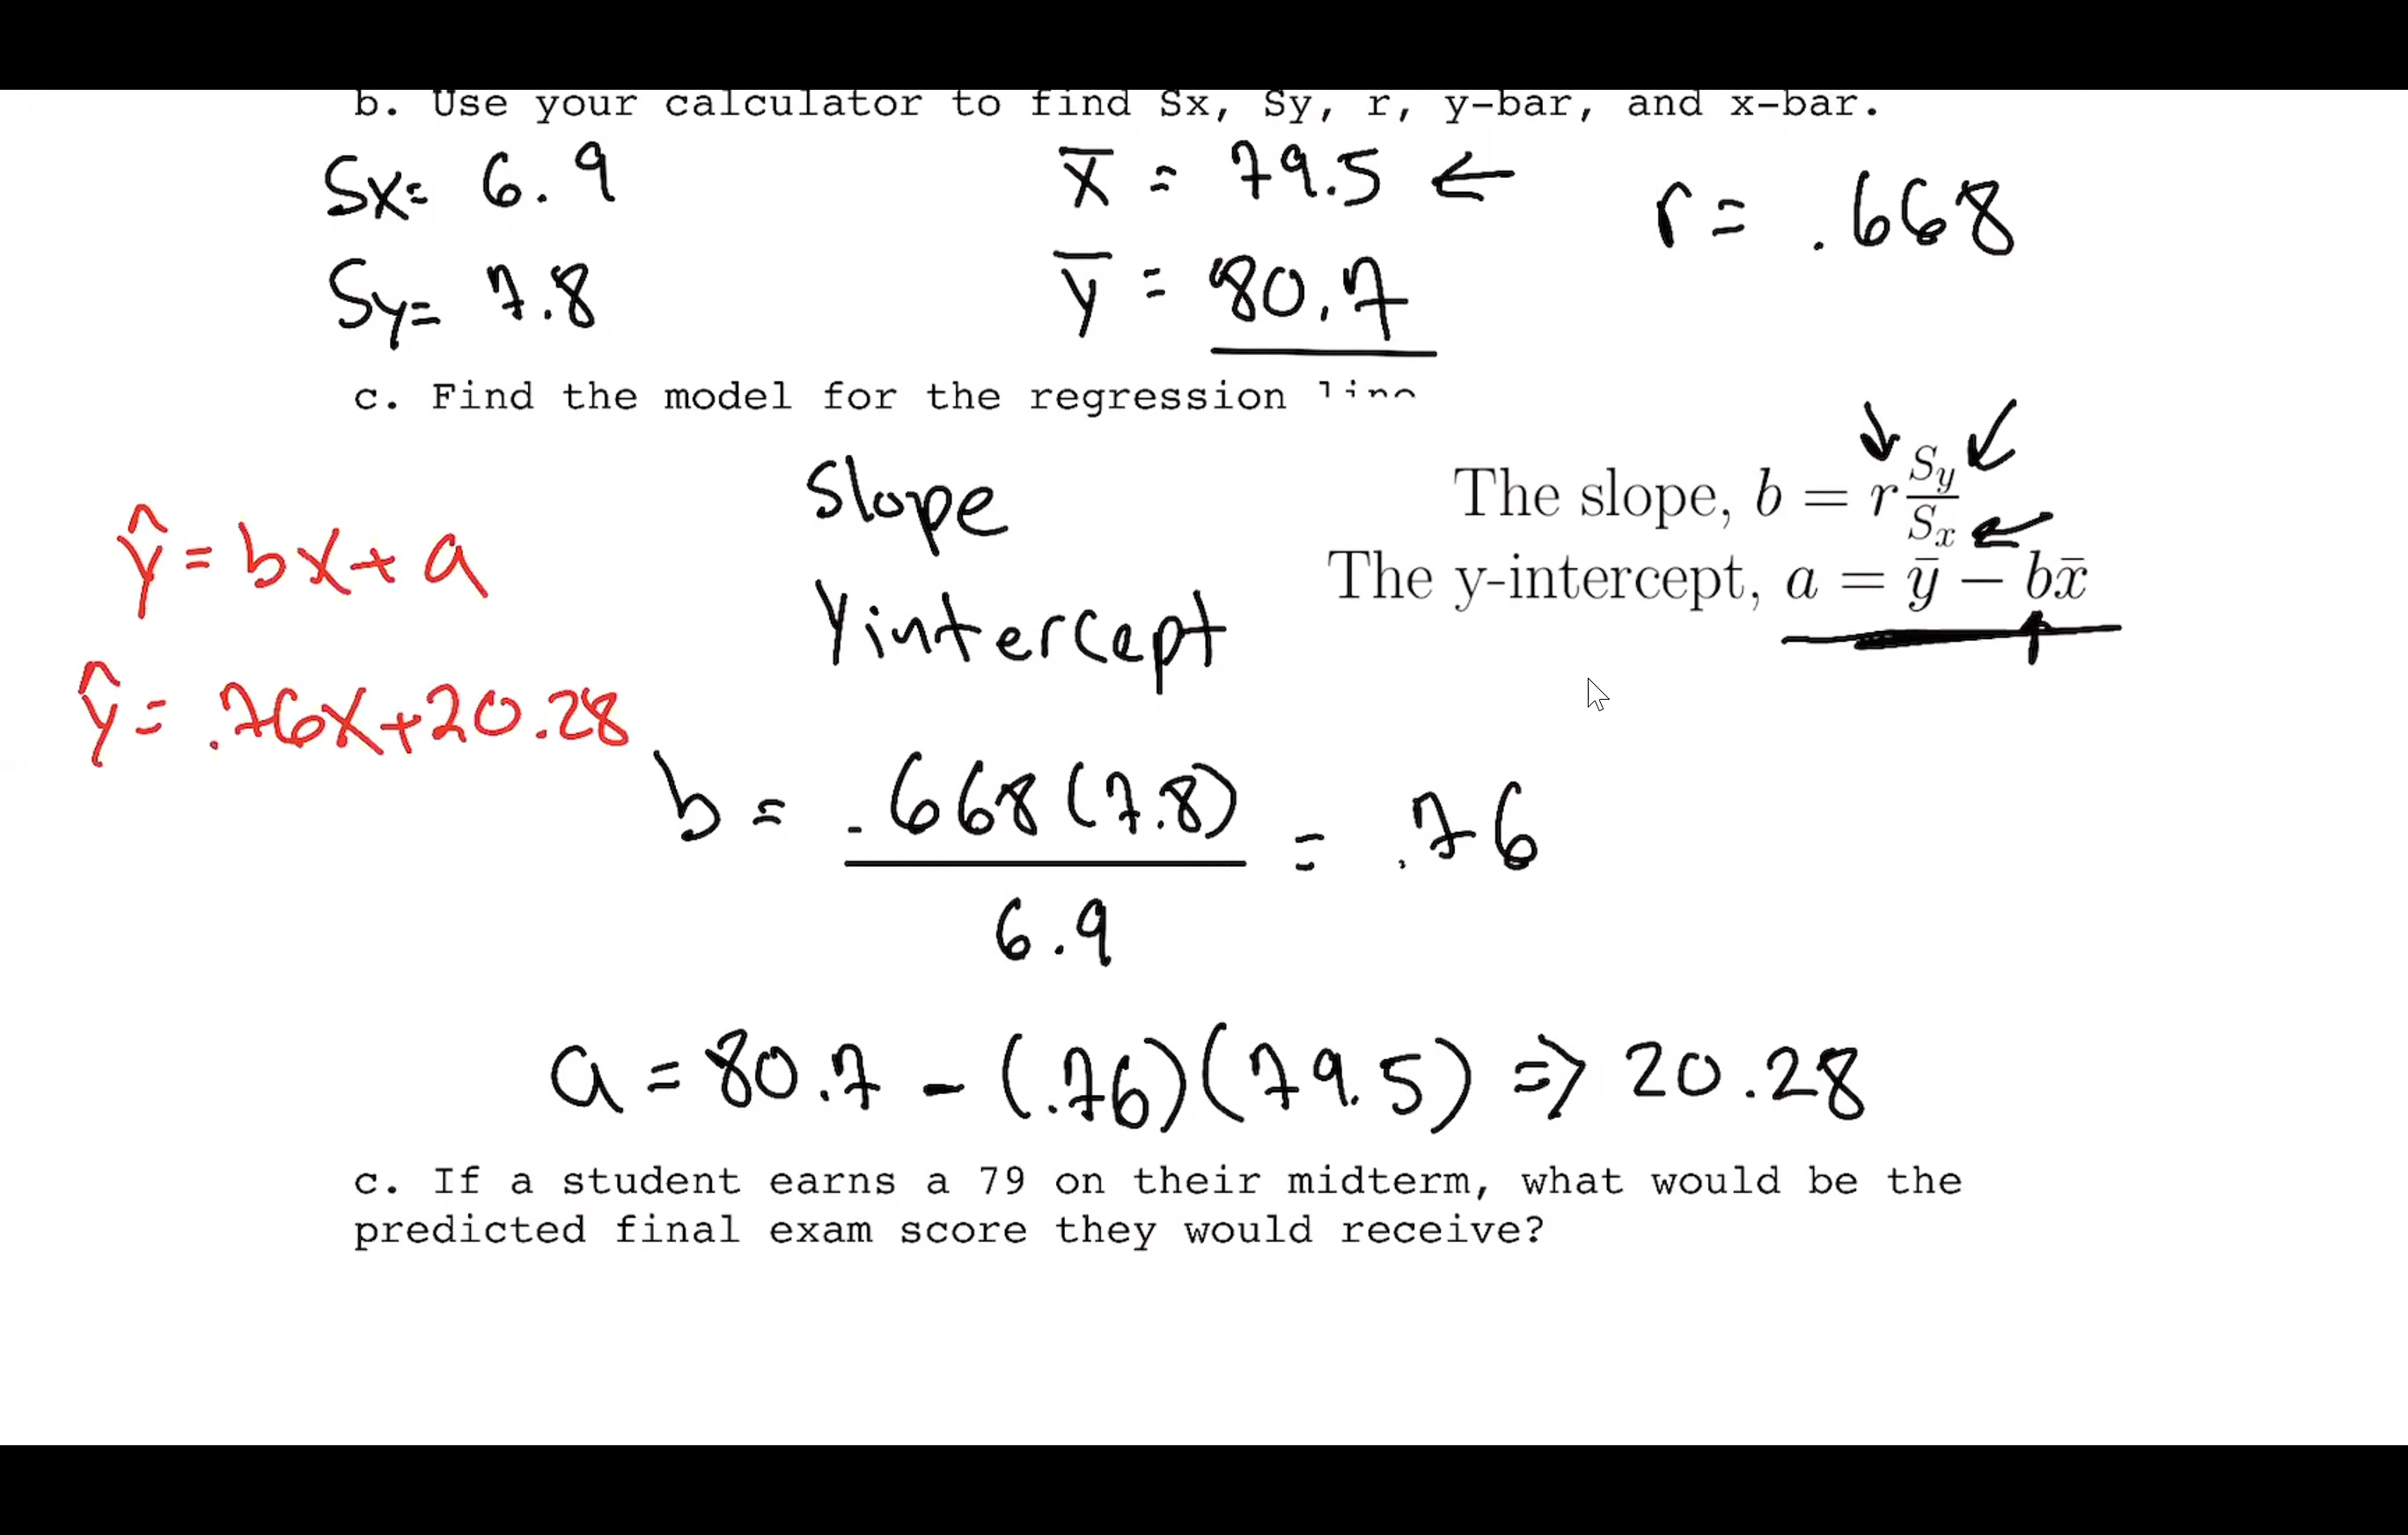 b. Use your calculator to find Sx, Sy, r, y-bar, and x-bar.
Sx= 6.9
x̄ = 79.5 ←
r= .668
Sy= 7.8
ȳ = 80.7
c. Find the model for the regression line
The slope, b = r Sy/Sx
The y-intercept, a = ȳ − bx̄
slope
Yintercept
ŷ = bx+a
ŷ = .76x+20.28
b = .668(7.8)/6.9 = .76
a = 80.7 - (.76)(79.5) => 20.28
c. If a student earns a 79 on their midterm, what would be the
predicted final exam score they would receive?